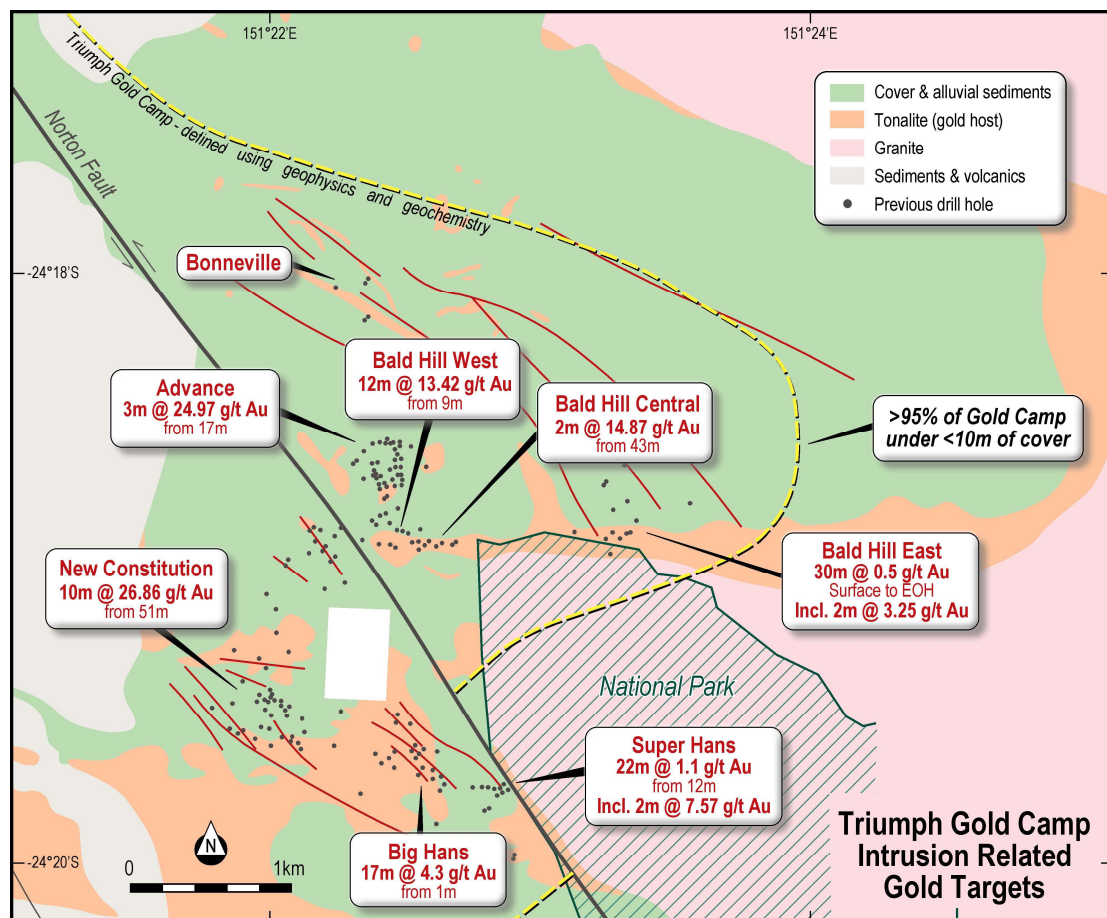 151°22'E
151°24'E
Triumph Gold Camp - defined using geophysics and geochemistry
Norton Fault
Cover & alluvial sediments
Tonalite (gold host)
Granite
Sediments & volcanics
Previous drill hole
-24°18'S
Bonneville
Bald Hill West
12m @ 13.42 g/t Au
from 9m
Advance
3m @ 24.97 g/t Au
from 17m
Bald Hill Central
2m @ 14.87 g/t Au
from 43m
>95% of Gold Camp
under <10m of cover
New Constitution
10m @ 26.86 g/t Au
from 51m
Bald Hill East
30m @ 0.5 g/t Au
Surface to EOH
Incl. 2m @ 3.25 g/t Au
National Park
Super Hans
22m @ 1.1 g/t Au
from 12m
Incl. 2m @ 7.57 g/t Au
Big Hans
17m @ 4.3 g/t Au
from 1m
-24°20'S
N
0 1km
Triumph Gold Camp
Intrusion Related
Gold Targets